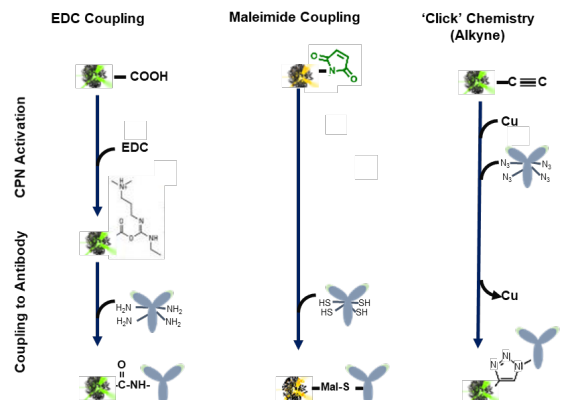 EDC Coupling
Maleimide Coupling
‘Click’ Chemistry
(Alkyne)
CPN Activation
COOH
EDC
H
N
N
O
O
NH
O
N
O
C ≡ C
Cu
N3
N3
N3
N3
Coupling to Antibody
H2N
NH2
H2N
NH2
HS
SH
HS
SH
Cu
O
C-NH-
Mal-S
N
N
N